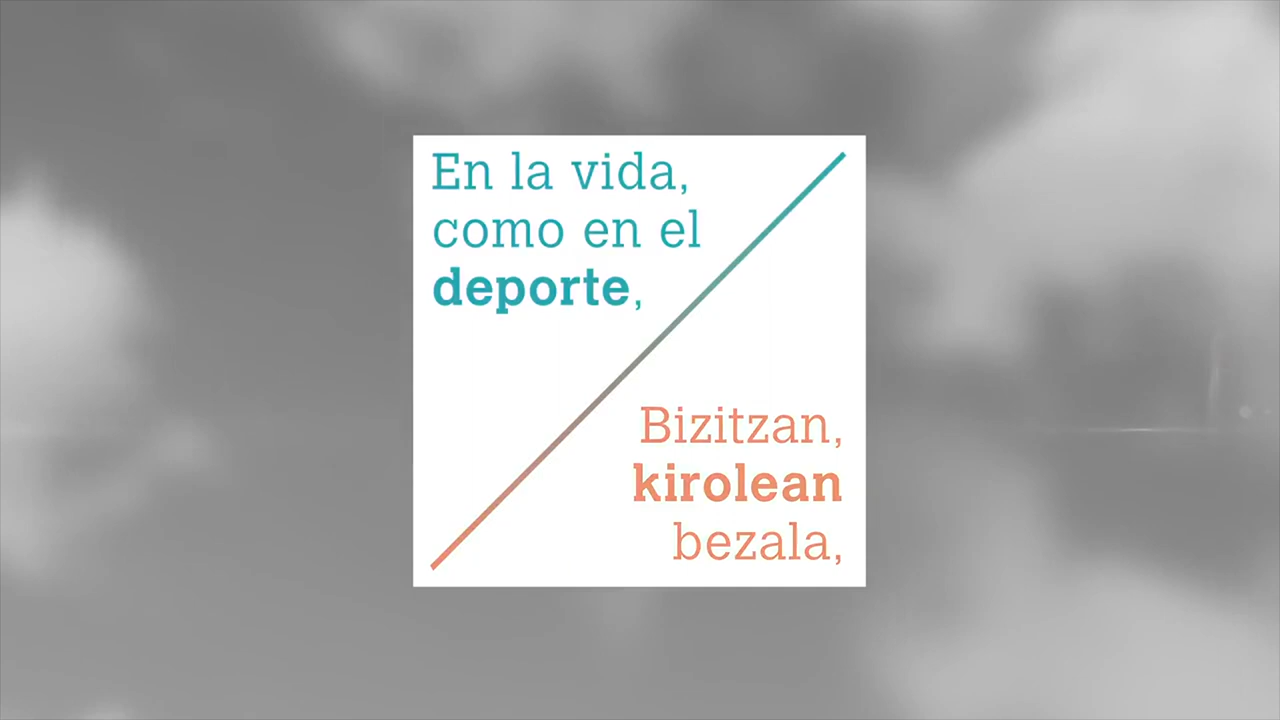 En la vida,
como en el
deporte,
Bizitzan,
kirolean
bezala,